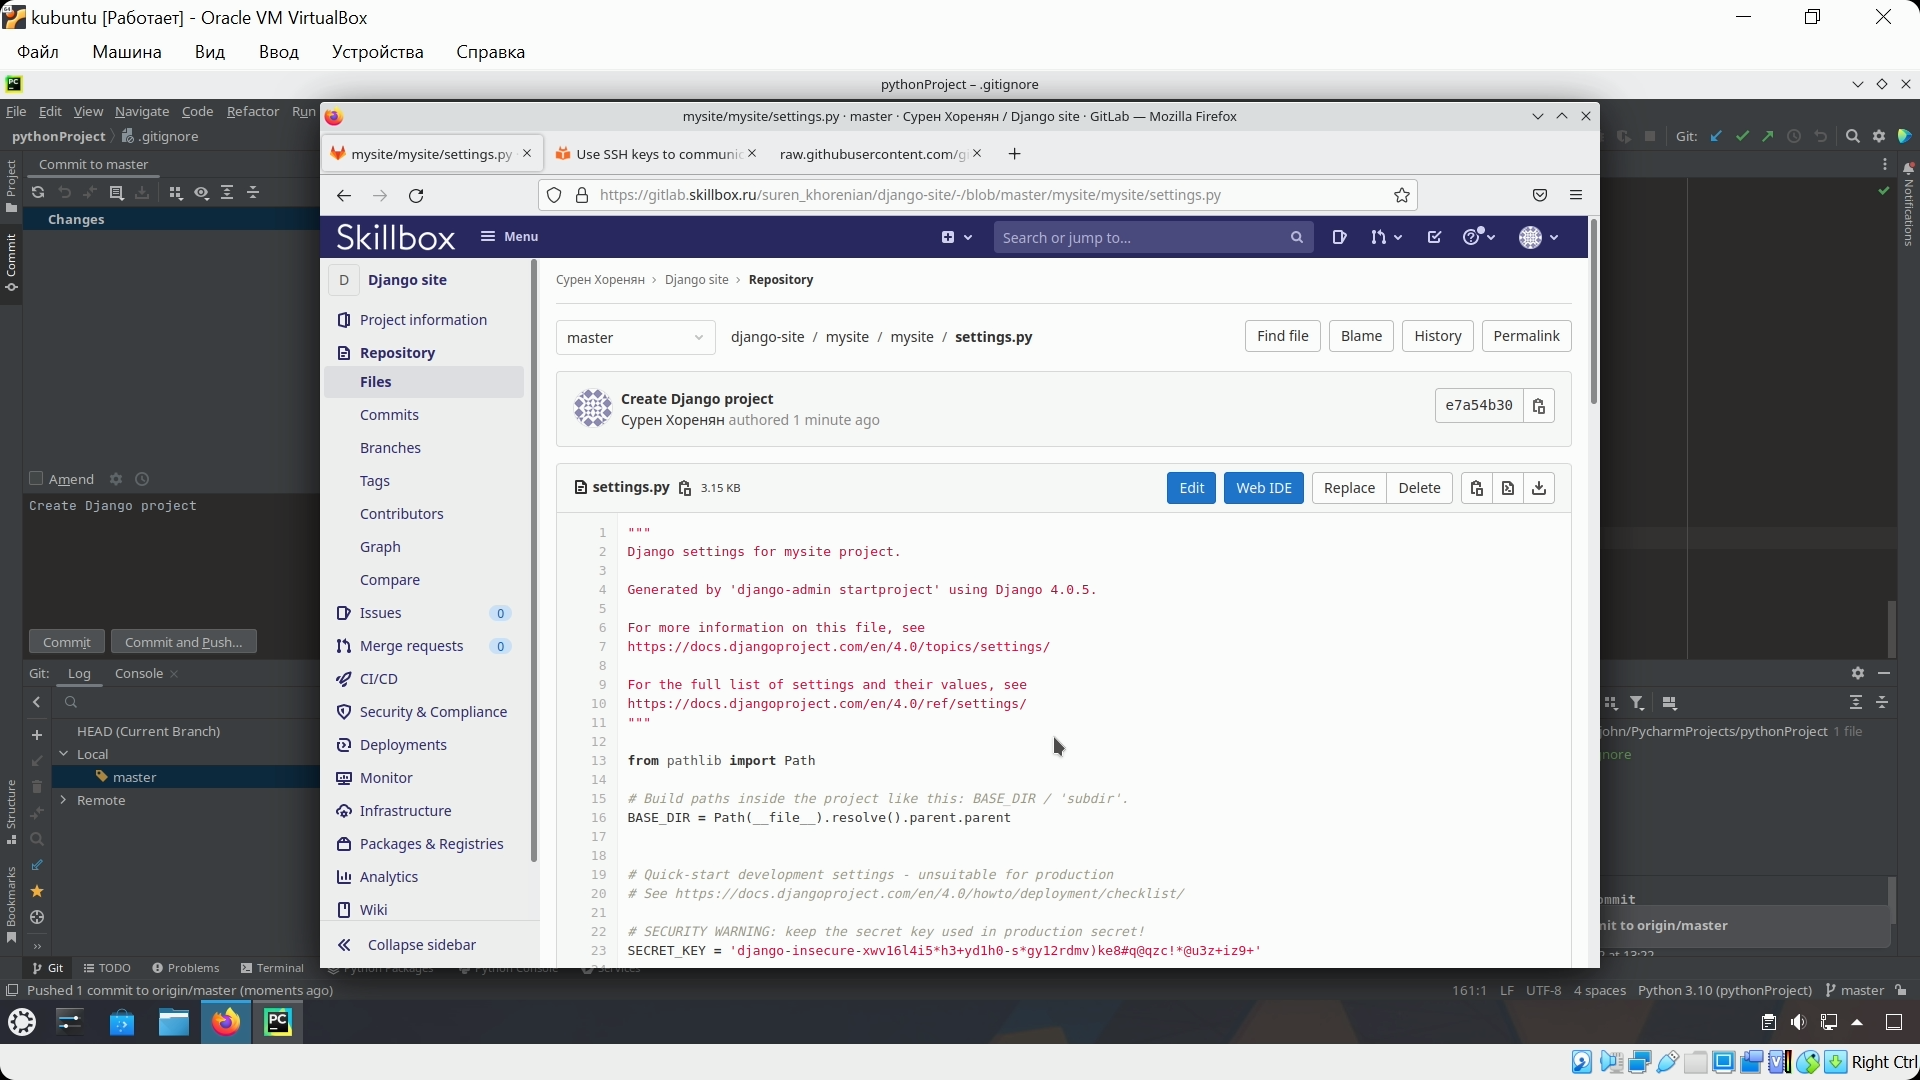 kubuntu [Работает] - Oracle VM VirtualBox
Файл Машина Вид Ввод Устройства Справка
pythonProject – .gitignore
File Edit View Navigate Code Refactor Run
pythonProject .gitignore
Git:
Commit to master
Changes
Amend
Create Django project
Commit Commit and Push...
Git: Log Console
HEAD (Current Branch)
Local
master
Remote
Project
Commit
Structure
Bookmarks
Notifications
mysite/mysite/settings.py · master · Сурен Хоренян / Django site · GitLab — Mozilla Firefox
mysite/mysite/settings.py
Use SSH keys to communic
raw.githubusercontent.com/gi
https://gitlab.skillbox.ru/suren_khorenian/django-site/-/blob/master/mysite/mysite/settings.py
Skillbox Menu Search or jump to...
D Django site
Project information
Repository
Files
Commits
Branches
Tags
Contributors
Graph
Compare
Issues 0
Merge requests 0
CI/CD
Security & Compliance
Deployments
Monitor
Infrastructure
Packages & Registries
Analytics
Wiki
Collapse sidebar
Сурен Хоренян › Django site › Repository
master django-site / mysite / mysite / settings.py Find file Blame History Permalink
Create Django project
Сурен Хоренян authored 1 minute ago
e7a54b30
settings.py 3.15 KB Edit Web IDE Replace Delete
1 """
2 Django settings for mysite project.
3
4 Generated by 'django-admin startproject' using Django 4.0.5.
5
6 For more information on this file, see
7 https://docs.djangoproject.com/en/4.0/topics/settings/
8
9 For the full list of settings and their values, see
10 https://docs.djangoproject.com/en/4.0/ref/settings/
11 """
12
13 from pathlib import Path
14
15 # Build paths inside the project like this: BASE_DIR / 'subdir'.
16 BASE_DIR = Path(__file__).resolve().parent.parent
17
18
19 # Quick-start development settings - unsuitable for production
20 # See https://docs.djangoproject.com/en/4.0/howto/deployment/checklist/
21
22 # SECURITY WARNING: keep the secret key used in production secret!
23 SECRET_KEY = 'django-insecure-xwv16l4i5*h3+yd1h0-s*gy12rdmv)ke8#q@qzc!*@u3z+iz9+'
john/PycharmProjects/pythonProject 1 file
nore
ommit
nit to origin/master
Git TODO Problems Terminal Python Packages Python Console Services
Pushed 1 commit to origin/master (moments ago)
161:1 LF UTF-8 4 spaces Python 3.10 (pythonProject) master
Right Ctrl